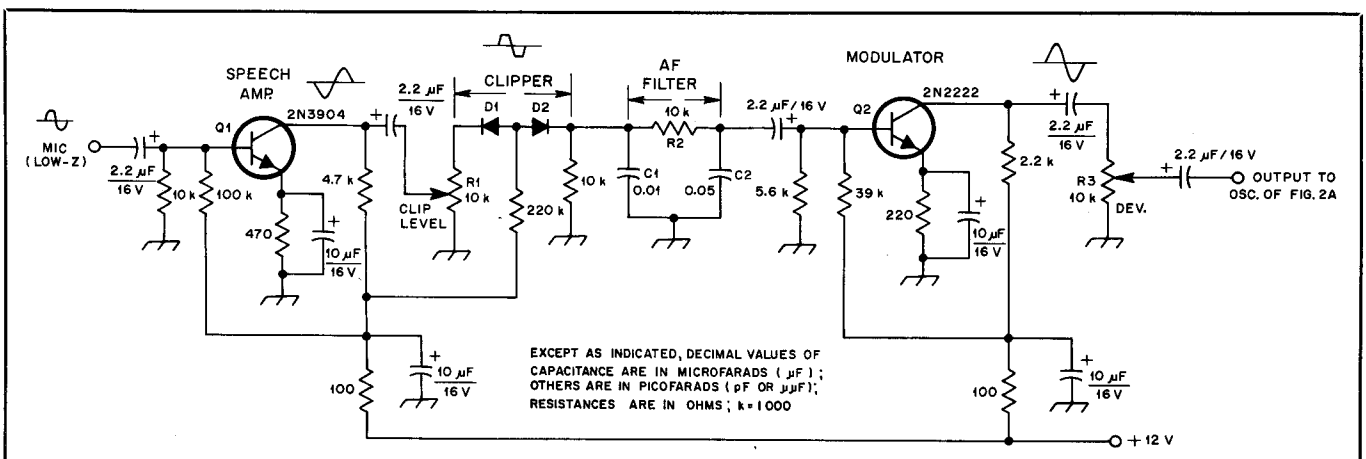 SPEECH
AMP.
MIC
(LOW-Z)
2.2 µF
16 V
10 k
100 k
Q1
2N3904
470
10 µF
16 V
4.7 k
2.2 µF
16 V
CLIPPER
D1
D2
R1
10 k
CLIP
LEVEL
220 k
10 k
AF
FILTER
10 k
R2
C1
0.01
C2
0.05
2.2 µF/16 V
5.6 k
39 k
MODULATOR
Q2
2N2222
220
10 µF
16 V
2.2 k
2.2 µF
16 V
R3
10 k
DEV.
2.2 µF/16 V
OUTPUT TO
OSC. OF FIG. 2A
100
10 µF
16 V
EXCEPT AS INDICATED, DECIMAL VALUES OF
CAPACITANCE ARE IN MICROFARADS ( µF ) ;
OTHERS ARE IN PICOFARADS ( pF OR µµF);
RESISTANCES ARE IN OHMS ; k=1000
100
10 µF
16 V
+ 12 V